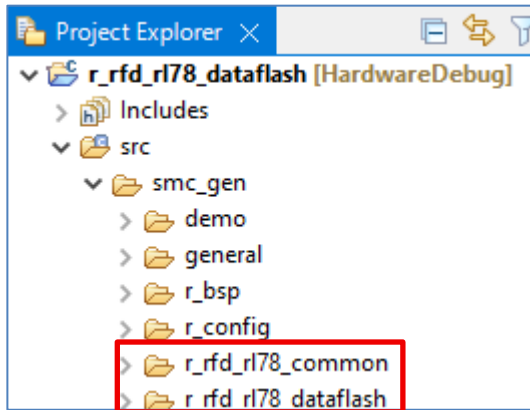 Project Explorer
r_rfd_rl78_dataflash [HardwareDebug]
Includes
src
smc_gen
demo
general
r_bsp
r_config
r_rfd_rl78_common
r_rfd_rl78_dataflash